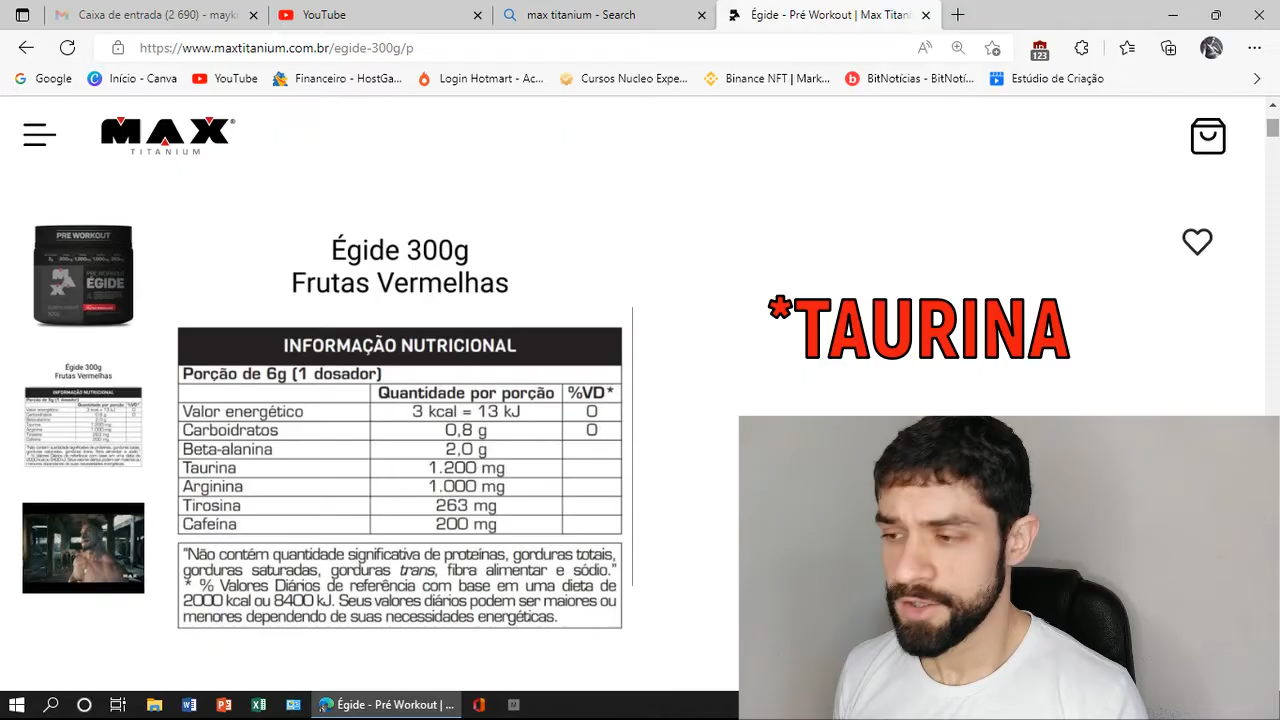 Caixa de entrada (2 690) - mayk
YouTube
max titanium - Search
Égide - Pré Workout | Max Titani
https://www.maxtitanium.com.br/egide-300g/p
123
Google
Início - Canva
YouTube
Financeiro - HostGa...
Login Hotmart - Ac...
Cursos Nucleo Expe...
Binance NFT | Mark...
BitNoticias - BitNotí...
Estúdio de Criação
MAX
TITANIUM
PRE WORKOUT
PRE WORKOUT
ÉGIDE
Égide 300g
Frutas Vermelhas
*TAURINA
INFORMAÇÃO NUTRICIONAL
Porção de 6g (1 dosador)
Quantidade por porção %VD*
Valor energético 3 kcal = 13 kJ 0
Carboidratos 0,8 g 0
Beta-alanina 2,0 g
Taurina 1.200 mg
Arginina 1.000 mg
Tirosina 263 mg
Cafeína 200 mg
"Não contém quantidade significativa de proteínas, gorduras totais,
gorduras saturadas, gorduras trans, fibra alimentar e sódio."
* % Valores Diários de referência com base em uma dieta de
2000 kcal ou 8400 kJ. Seus valores diários podem ser maiores ou
menores dependendo de suas necessidades energéticas.
Égide 300g
Frutas Vermelhas
INFORMAÇÃO NUTRICIONAL
MAX
Égide - Pré Workout | ...